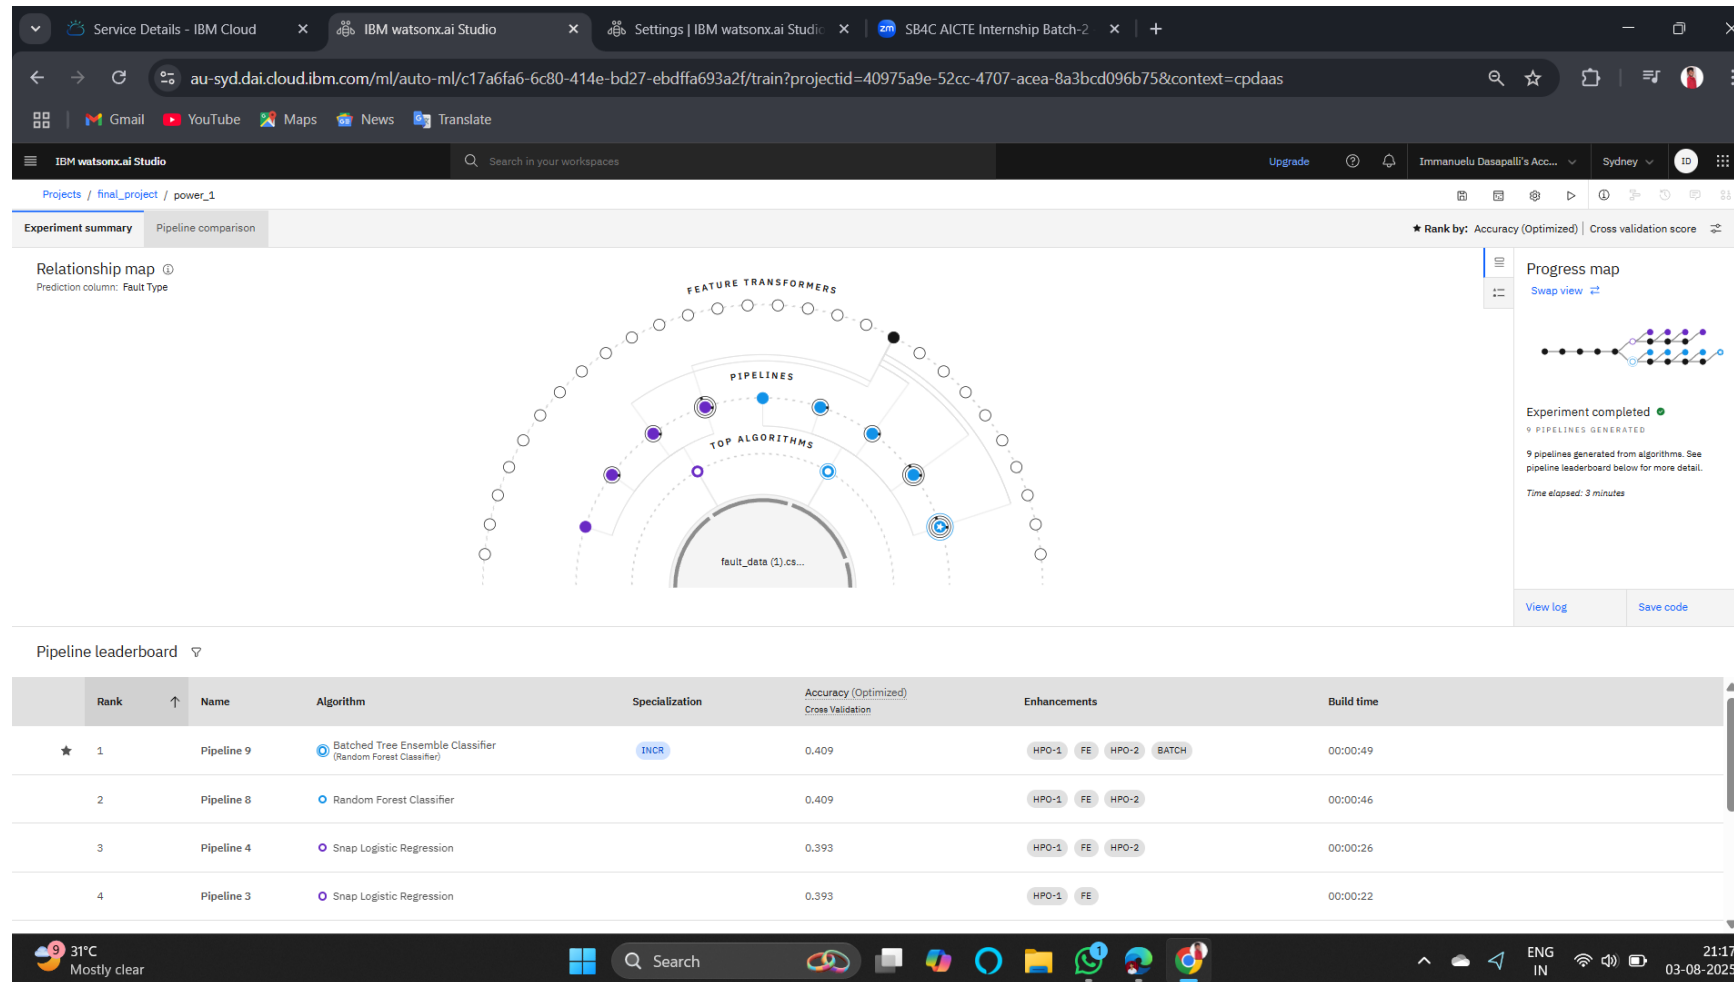 Service Details - IBM Cloud
IBM watsonx.ai Studio
Settings | IBM watsonx.ai Studio
zm SB4C AICTE Internship Batch-2
au-syd.dai.cloud.ibm.com/ml/auto-ml/c17a6fa6-6c80-414e-bd27-ebdffa693a2f/train?projectid=40975a9e-52cc-4707-acea-8a3bcd096b75&context=cpdaas
Gmail YouTube Maps News Translate
IBM watsonx.ai Studio Search in your workspaces Upgrade Immanuelu Dasapalli's Acc... Sydney ID
Projects / final_project / power_1
Experiment summary Pipeline comparison Rank by: Accuracy (Optimized) | Cross validation score
Relationship map
Prediction column: Fault Type
FEATURE TRANSFORMERS
PIPELINES
TOP ALGORITHMS
fault_data (1).cs...
Progress map
Swap view
Experiment completed
9 PIPELINES GENERATED
9 pipelines generated from algorithms. See
pipeline leaderboard below for more detail.
Time elapsed: 3 minutes
View log Save code
Pipeline leaderboard
Rank Name Algorithm Specialization Accuracy (Optimized) Enhancements Build time
Cross Validation
1 Pipeline 9 Batched Tree Ensemble Classifier INCR 0.409 HPO-1 FE HPO-2 BATCH 00:00:49
(Random Forest Classifier)
2 Pipeline 8 Random Forest Classifier 0.409 HPO-1 FE HPO-2 00:00:46
3 Pipeline 4 Snap Logistic Regression 0.393 HPO-1 FE HPO-2 00:00:26
4 Pipeline 3 Snap Logistic Regression 0.393 HPO-1 FE 00:00:22
9 31°C
Mostly clear
Search
1
ENG
IN
21:17
03-08-2025